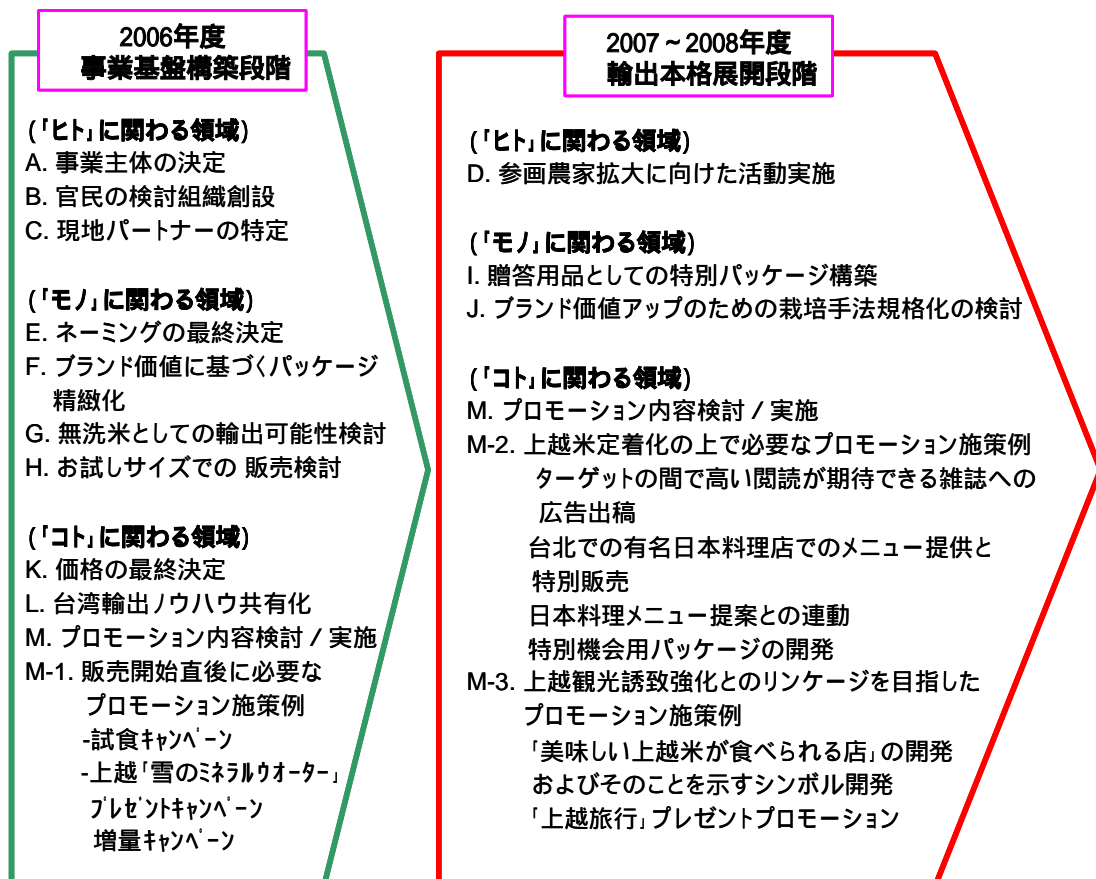 2006年度
事業基盤構築段階
(「ヒト」に関わる領域)
A. 事業主体の決定
B. 官民の検討組織創設
C. 現地パートナーの特定
(「モノ」に関わる領域)
E. ネーミングの最終決定
F. ブランド価値に基づくパッケージ
精緻化
G. 無洗米としての輸出可能性検討
H. お試しサイズでの 販売検討
(「コト」に関わる領域)
K. 価格の最終決定
L. 台湾輸出ノウハウ共有化
M. プロモーション内容検討 / 実施
M-1. 販売開始直後に必要な
プロモーション施策例
-試食ｷｬﾝﾍﾟｰﾝ
-上越「雪のﾐﾈﾗﾙｳｵｰﾀｰ」
ﾌﾟﾚｾﾞﾝﾄｷｬﾝﾍﾟｰﾝ
増量ｷｬﾝﾍﾟｰﾝ
2007～2008年度
輸出本格展開段階
(「ヒト」に関わる領域)
D. 参画農家拡大に向けた活動実施
(「モノ」に関わる領域)
I. 贈答用品としての特別パッケージ構築
J. ブランド価値アップのための栽培手法規格化の検討
(「コト」に関わる領域)
M. プロモーション内容検討 / 実施
M-2. 上越米定着化の上で必要なプロモーション施策例
ターゲットの間で高い閲読が期待できる雑誌への
広告出稿
台北での有名日本料理店でのメニュー提供と
特別販売
日本料理メニュー提案との連動
特別機会用パッケージの開発
M-3. 上越観光誘致強化とのリンケージを目指した
プロモーション施策例
「美味しい上越米が食べられる店」の開発
およびそのことを示すシンボル開発
「上越旅行」プレゼントプロモーション